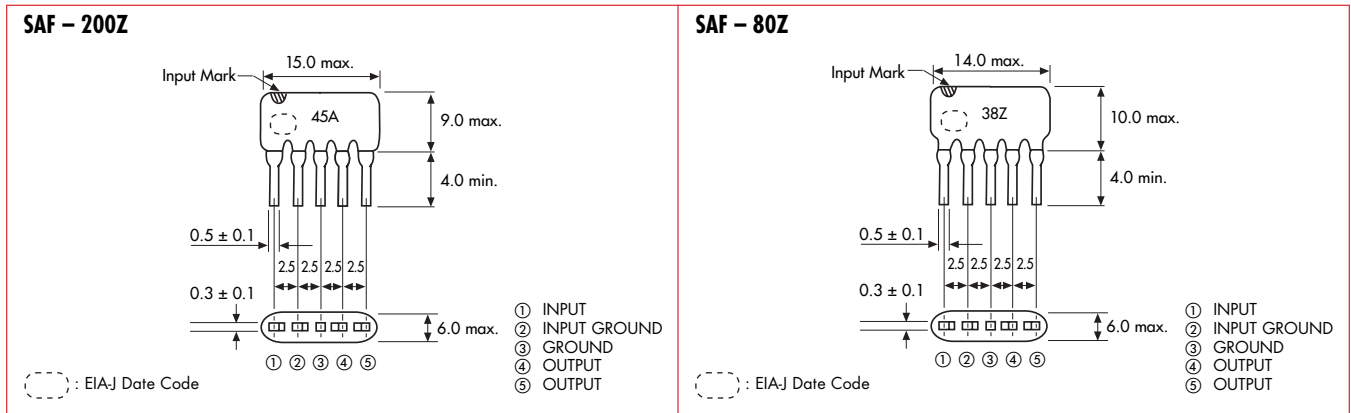 SAF – 200Z
Input Mark
15.0 max.
45A
9.0 max.
4.0 min.
0.5 ± 0.1
2.5 2.5 2.5 2.5
0.3 ± 0.1
6.0 max.
① ② ③ ④ ⑤
① INPUT
② INPUT GROUND
③ GROUND
④ OUTPUT
⑤ OUTPUT
: EIA-J Date Code
SAF – 80Z
Input Mark
14.0 max.
38Z
10.0 max.
4.0 min.
0.5 ± 0.1
2.5 2.5 2.5 2.5
0.3 ± 0.1
6.0 max.
① ② ③ ④ ⑤
① INPUT
② INPUT GROUND
③ GROUND
④ OUTPUT
⑤ OUTPUT
: EIA-J Date Code